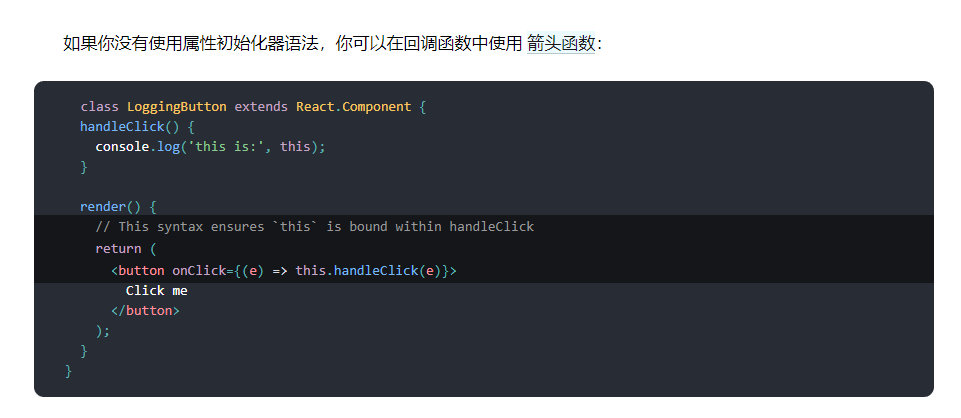 如果你没有使用属性初始化器语法，你可以在回调函数中使用 箭头函数：
class LoggingButton extends React.Component {
handleClick() {
console.log('this is:', this);
}
render() {
// This syntax ensures `this` is bound within handleClick
return (
<button onClick={(e) => this.handleClick(e)}>
Click me
</button>
);
}
}